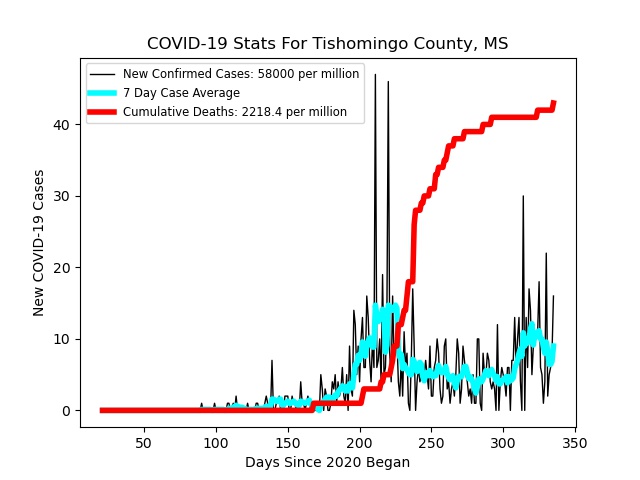 COVID-19 Stats For Tishomingo County, MS
New Confirmed Cases: 58000 per million
7 Day Case Average
Cumulative Deaths: 2218.4 per million
New COVID-19 Cases
40
30
20
10
0
50
100
150
200
250
300
350
Days Since 2020 Began